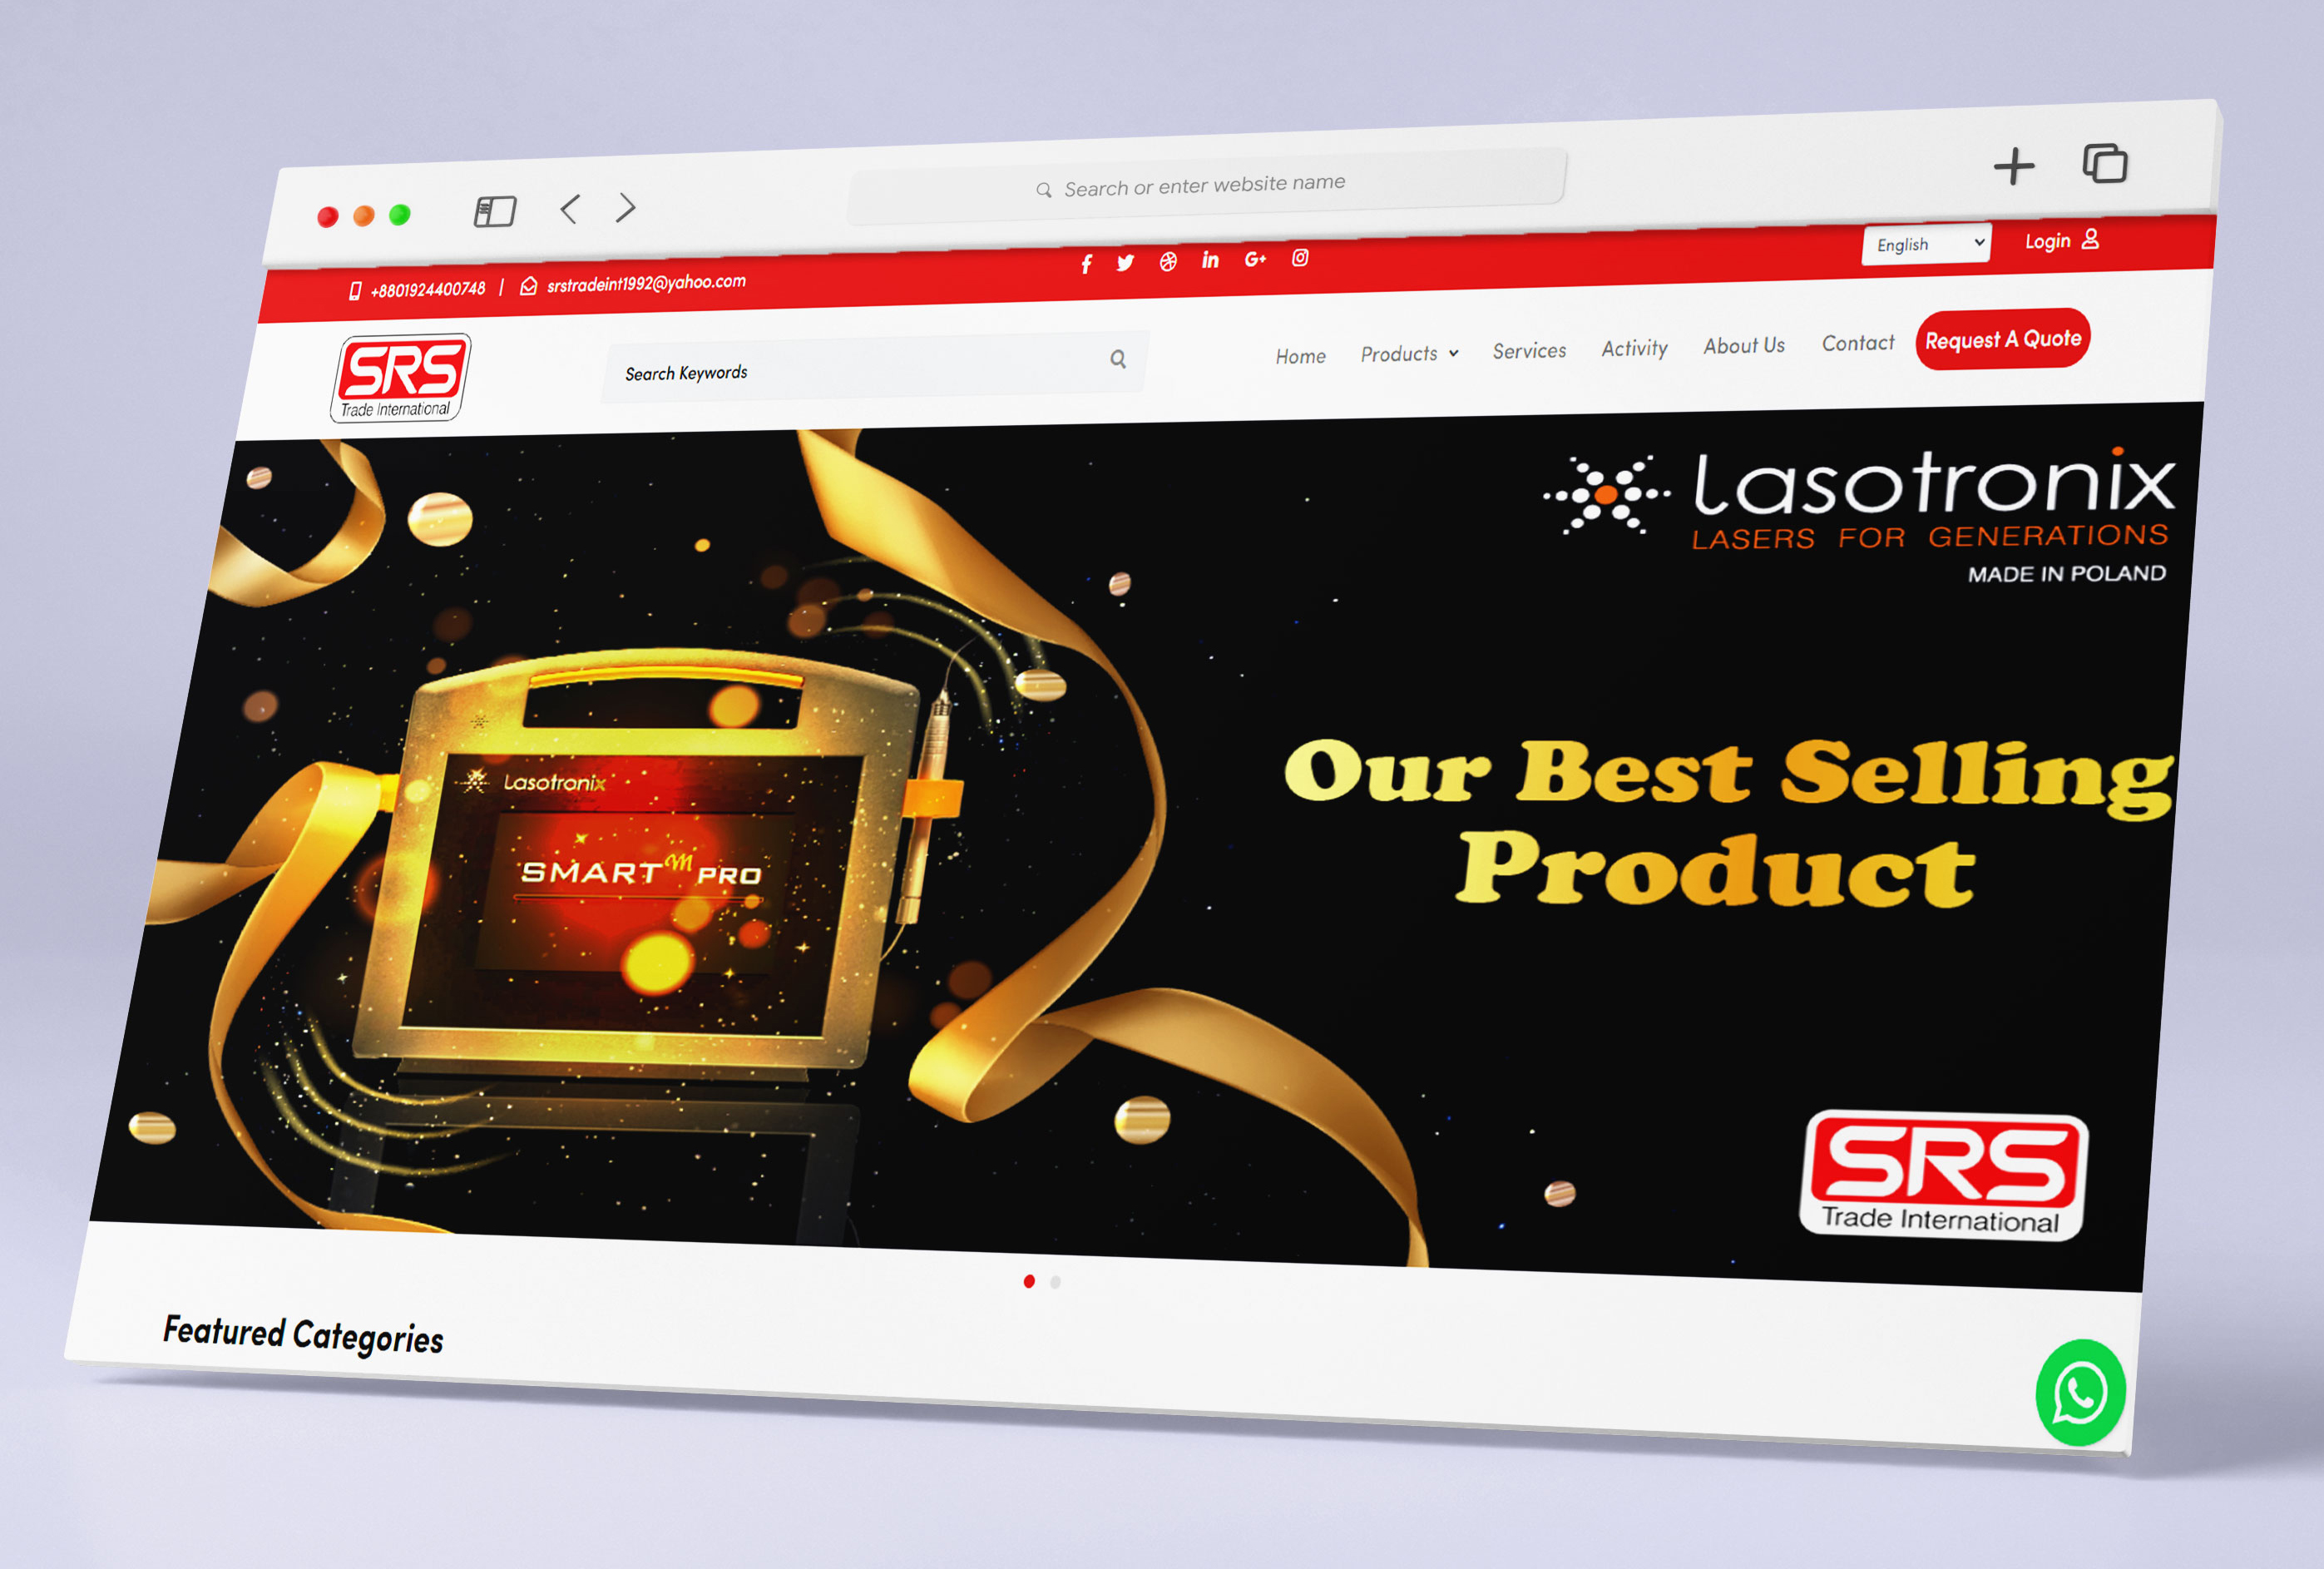 Search or enter website name
+8801924400748 | srstradeint1992@yahoo.com
English
Login
SRS
Trade International
Search Keywords
Home Products Services Activity About Us Contact Request A Quote
Lasotronix
LASERS FOR GENERATIONS
MADE IN POLAND
Lasotronix
SMART M PRO
Our Best Selling
Product
SRS
Trade International
Featured Categories